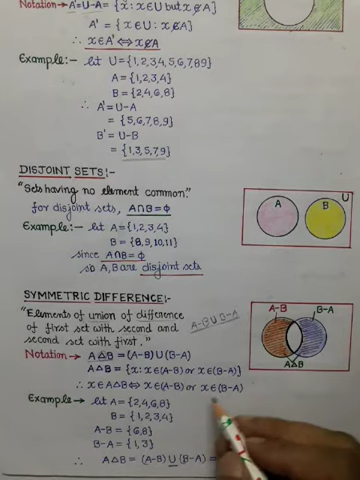 Notation → A' = U-A = {x: x∈U but x∉A}
A' = {x∈U: x∉A}
∴ x∈A' ⇔ x∉A
Example:- let U = {1,2,3,4,5,6,7,8,9}
A = {1,2,3,4}
B = {2,4,6,8}
∴ A' = U-A
= {5,6,7,8,9}
B' = U-B
= {1,3,5,7,9}
DISJOINT SETS:-
"Sets having no element common."
for disjoint sets, A∩B = ϕ
Example:- let A = {1,2,3,4}
B = {8,9,10,11}
since A∩B = ϕ
so A,B are disjoint sets
U
A B
SYMMETRIC DIFFERENCE:-
"Elements of union of difference
of first set with second and
second set with first."
A-B U B-A
Notation → A△B = (A-B) U (B-A)
A△B = {x: x∈(A-B) or x∈(B-A)}
∴ x∈A△B ⇔ x∈(A-B) or x∈(B-A)
Example → let A = {2,4,6,8}
B = {1,2,3,4}
A-B = {6,8}
B-A = {1,3}
∴ A△B = (A-B) U (B-A) =
A-B B-A
A△B